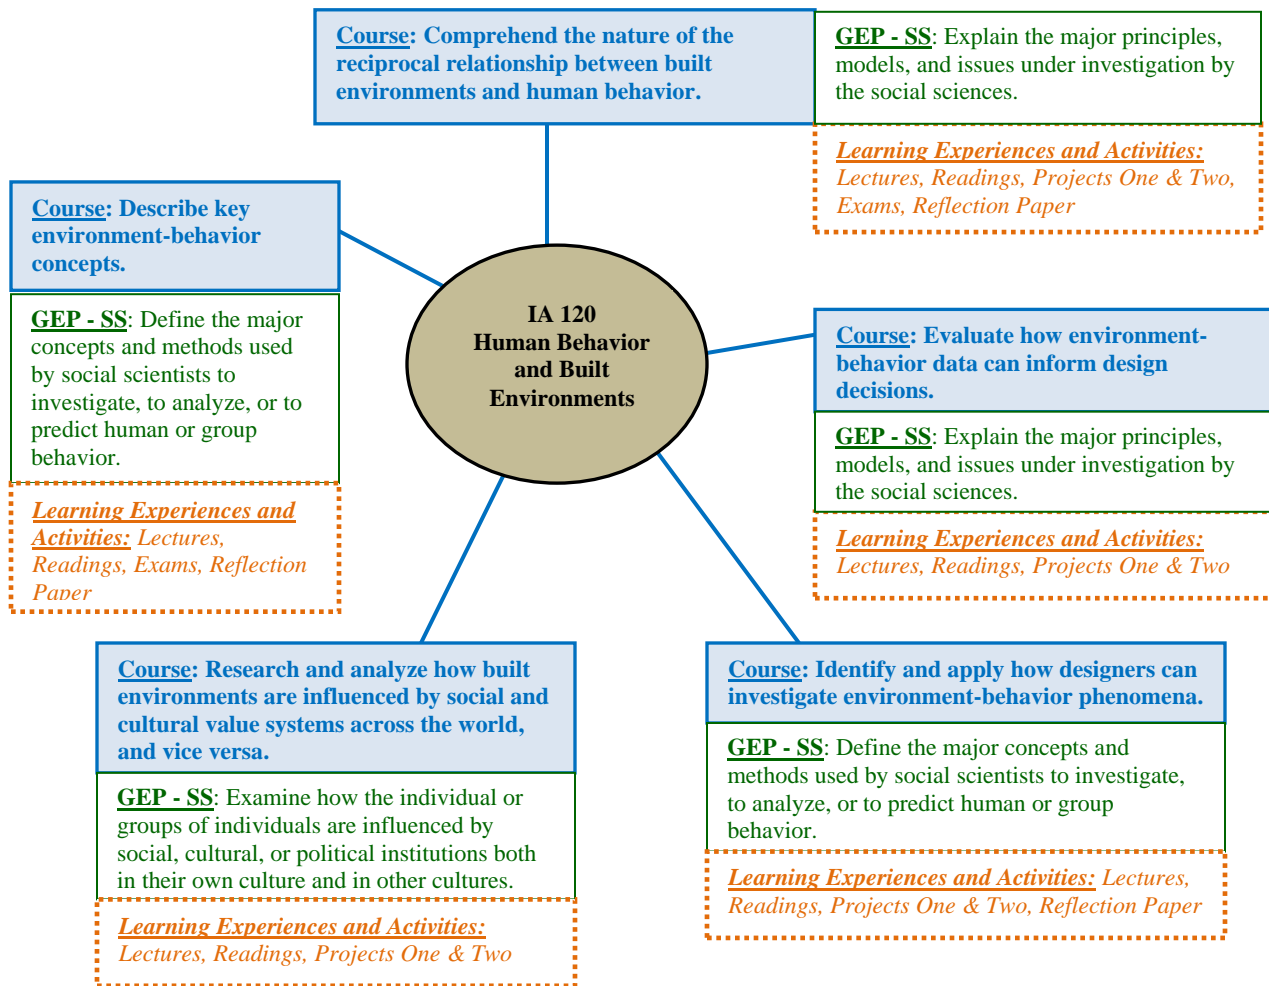 Course: Comprehend the nature of the
reciprocal relationship between built
environments and human behavior.
GEP - SS: Explain the major principles,
models, and issues under investigation by
the social sciences.
Learning Experiences and Activities:
Lectures, Readings, Projects One & Two,
Exams, Reflection Paper
Course: Describe key
environment-behavior
concepts.
GEP - SS: Define the major
concepts and methods used
by social scientists to
investigate, to analyze, or to
predict human or group
behavior.
Learning Experiences and
Activities: Lectures,
Readings, Exams, Reflection
Paper
IA 120
Human Behavior
and Built
Environments
Course: Evaluate how environment-
behavior data can inform design
decisions.
GEP - SS: Explain the major principles,
models, and issues under investigation by
the social sciences.
Learning Experiences and Activities:
Lectures, Readings, Projects One & Two
Course: Research and analyze how built
environments are influenced by social and
cultural value systems across the world,
and vice versa.
GEP - SS: Examine how the individual or
groups of individuals are influenced by
social, cultural, or political institutions both
in their own culture and in other cultures.
Learning Experiences and Activities:
Lectures, Readings, Projects One & Two
Course: Identify and apply how designers can
investigate environment-behavior phenomena.
GEP - SS: Define the major concepts and
methods used by social scientists to investigate,
to analyze, or to predict human or group
behavior.
Learning Experiences and Activities: Lectures,
Readings, Projects One & Two, Reflection Paper